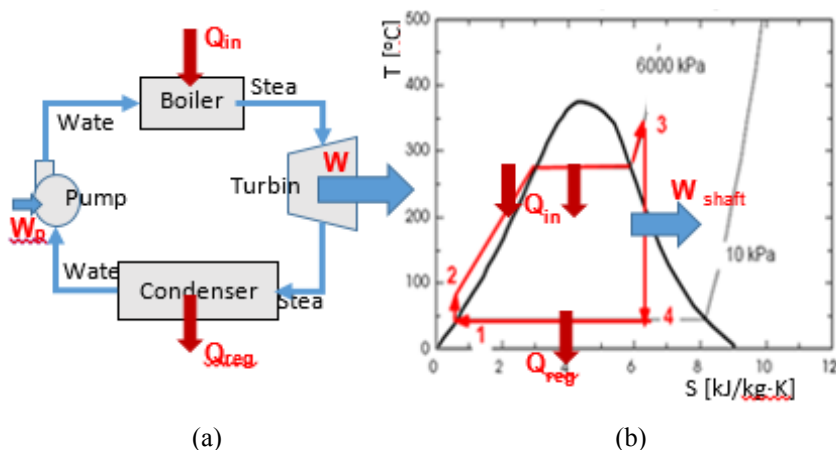 Qin
Boiler
Stea
Wate
W
Turbin
Pump
WP
Water
Condenser
Stea
Qreg
(a)
T [°C]
500
400
300
200
100
0
6000 kPa
3
Qin
W shaft
2
10 kPa
1
4
Qreg
0 2 4 6 8 10 12
S [kJ/kg-K]
(b)